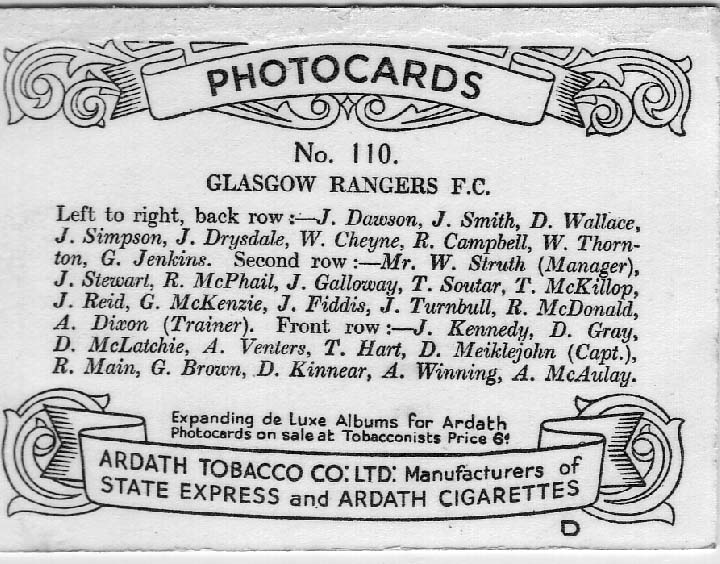 PHOTOCARDS
No. 110.
GLASGOW RANGERS F.C.
Left to right, back row :—J. Dawson, J. Smith, D. Wallace,
J. Simpson, J. Drysdale, W. Cheyne, R. Campbell, W. Thorn-
ton, G. Jenkins. Second row :—Mr. W. Struth (Manager),
J. Stewart, R. McPhail, J. Galloway, T. Soutar, T. McKillop,
J. Reid, G. McKenzie, J. Fiddis, J. Turnbull, R. McDonald,
A. Dixon (Trainer). Front row :—J. Kennedy, D. Gray,
D. McLatchie, A. Venters, T. Hart, D. Meiklejohn (Capt.),
R. Main, G. Brown, D. Kinnear, A. Winning, A. McAulay.
Expanding de Luxe Albums for Ardath
Photocards on sale at Tobacconists Price 6ᵈ
ARDATH TOBACCO CO: LTD: Manufacturers of
STATE EXPRESS and ARDATH CIGARETTES
D